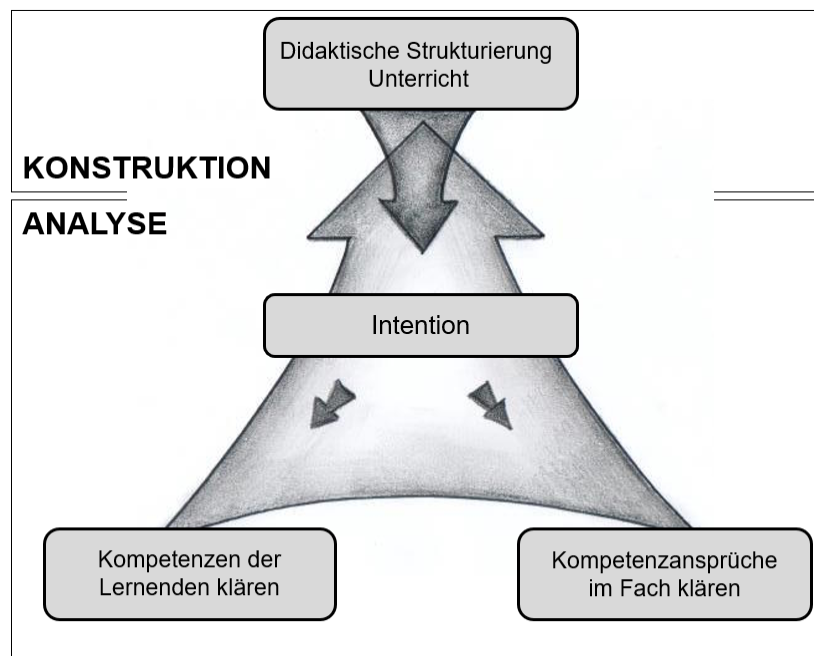 Didaktische Strukturierung
Unterricht
KONSTRUKTION
ANALYSE
Intention
Kompetenzen der
Lernenden klären
Kompetenzansprüche
im Fach klären